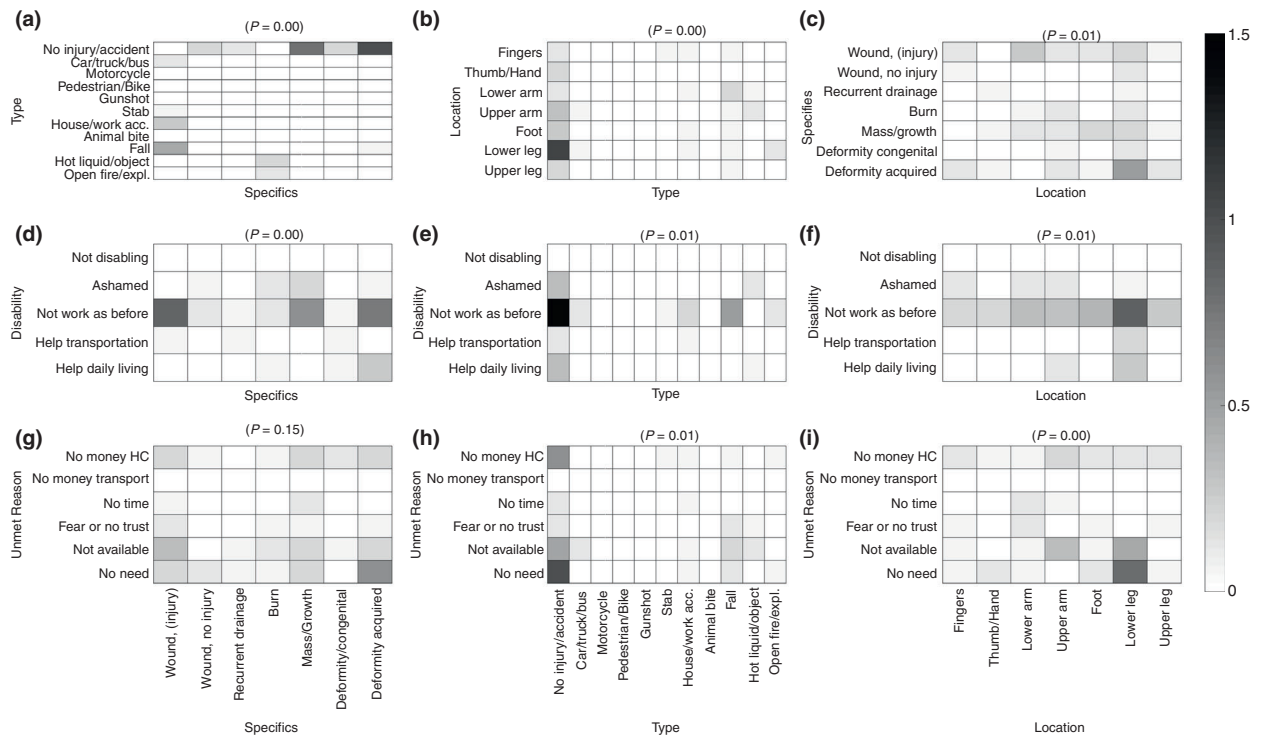 (a)
(P = 0.00)
No injury/accident
Car/truck/bus
Motorcycle
Pedestrian/Bike
Gunshot
Stab
House/work acc.
Animal bite
Fall
Hot liquid/object
Open fire/expl.
Type
Specifics
(b)
(P = 0.00)
Fingers
Thumb/Hand
Lower arm
Upper arm
Foot
Lower leg
Upper leg
Location
Type
(c)
(P = 0.01)
Wound, (injury)
Wound, no injury
Recurrent drainage
Burn
Mass/growth
Deformity congenital
Deformity acquired
Specifies
Location
1.5
1
0.5
0
(d)
(P = 0.00)
Not disabling
Ashamed
Not work as before
Help transportation
Help daily living
Disability
Specifics
(e)
(P = 0.01)
Not disabling
Ashamed
Not work as before
Help transportation
Help daily living
Disability
Type
(f)
(P = 0.01)
Not disabling
Ashamed
Not work as before
Help transportation
Help daily living
Disability
Location
(g)
(P = 0.15)
No money HC
No money transport
No time
Fear or no trust
Not available
No need
Unmet Reason
Wound, (injury)
Wound, no injury
Recurrent drainage
Burn
Mass/Growth
Deformity/congenital
Deformity acquired
Specifics
(h)
(P = 0.01)
No money HC
No money transport
No time
Fear or no trust
Not available
No need
Unmet Reason
No injury/accident
Car/truck/bus
Motorcycle
Pedestrian/Bike
Gunshot
Stab
House/work acc.
Animal bite
Fall
Hot liquid/object
Open fire/expl.
Type
(i)
(P = 0.00)
No money HC
No money transport
No time
Fear or no trust
Not available
No need
Unmet Reason
Fingers
Thumb/Hand
Lower arm
Upper arm
Foot
Lower leg
Upper leg
Location